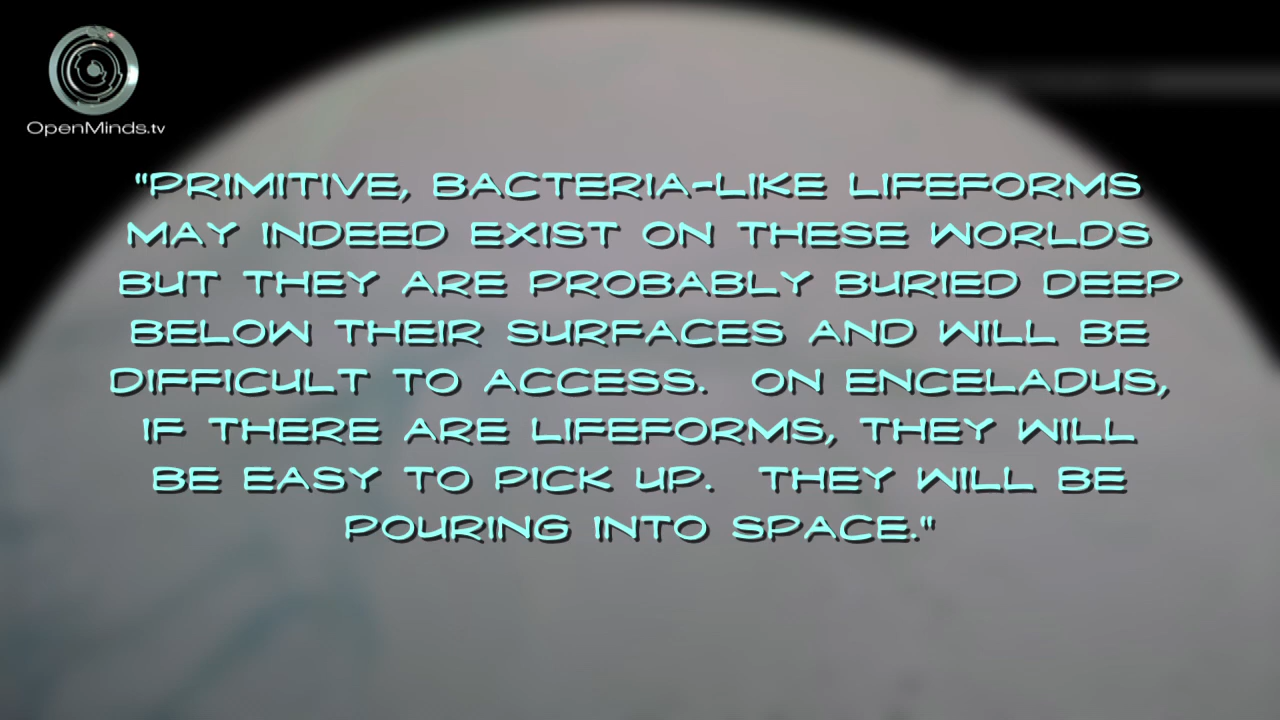 OpenMinds.tv
"PRIMITIVE, BACTERIA-LIKE LIFEFORMS
MAY INDEED EXIST ON THESE WORLDS
BUT THEY ARE PROBABLY BURIED DEEP
BELOW THEIR SURFACES AND WILL BE
DIFFICULT TO ACCESS. ON ENCELADUS,
IF THERE ARE LIFEFORMS, THEY WILL
BE EASY TO PICK UP. THEY WILL BE
POURING INTO SPACE."